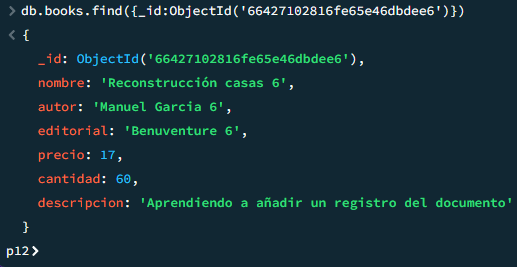 > db.books.find({_id:ObjectId('66427102816fe65e46dbdee6')})
< {
_id: ObjectId('66427102816fe65e46dbdee6'),
nombre: 'Reconstrucción casas 6',
autor: 'Manuel Garcia 6',
editorial: 'Benuventure 6',
precio: 17,
cantidad: 60,
descripcion: 'Aprendiendo a añadir un registro del documento'
}
p12>